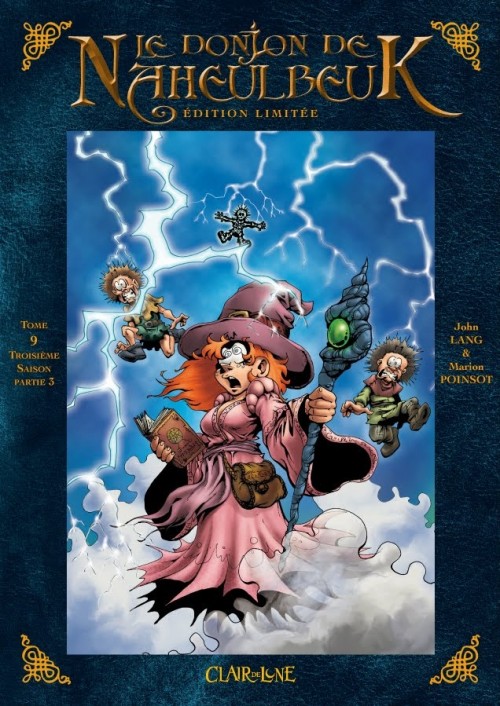 LE DONJON DE
NAHEULBEUK
ÉDITION LIMITÉE
TOME
9
TROISIÈME
SAISON
PARTIE 3
John
LANG
&
Marion
POINSOT
CLAIR DE LUNE